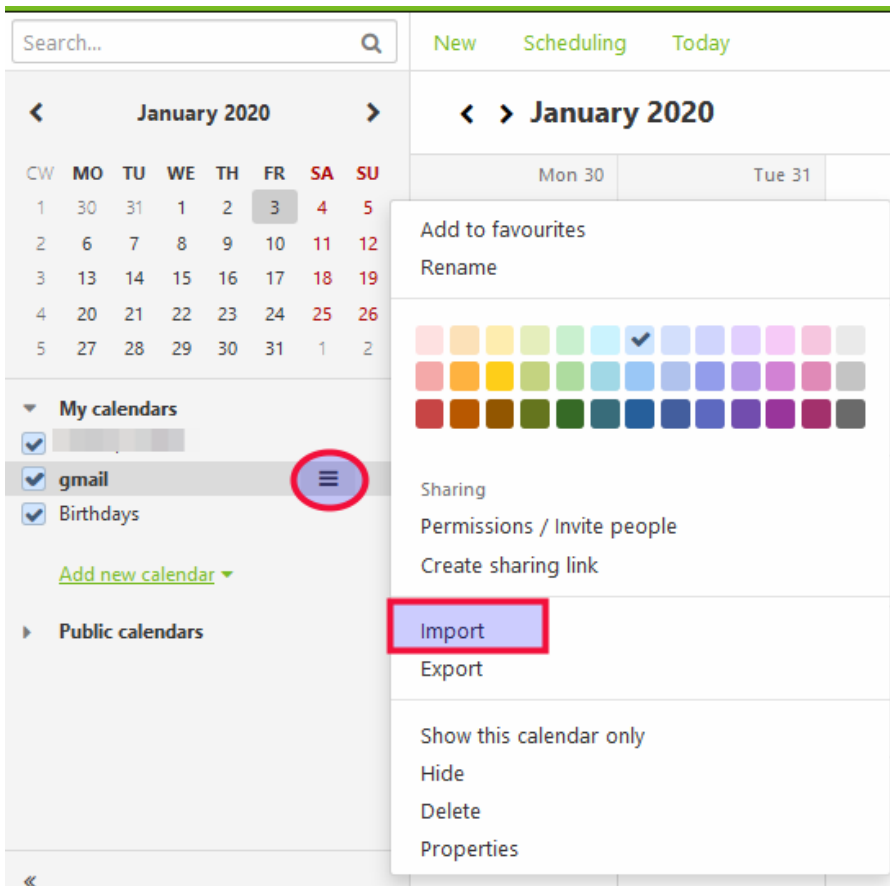 Search...
New Scheduling Today
January 2020
January 2020
CW MO TU WE TH FR SA SU
1 30 31 1 2 3 4 5
2 6 7 8 9 10 11 12
3 13 14 15 16 17 18 19
4 20 21 22 23 24 25 26
5 27 28 29 30 31 1 2
My calendars
gmail
Birthdays
Add new calendar
Public calendars
«
Mon 30 Tue 31
Add to favourites
Rename
Sharing
Permissions / Invite people
Create sharing link
Import
Export
Show this calendar only
Hide
Delete
Properties